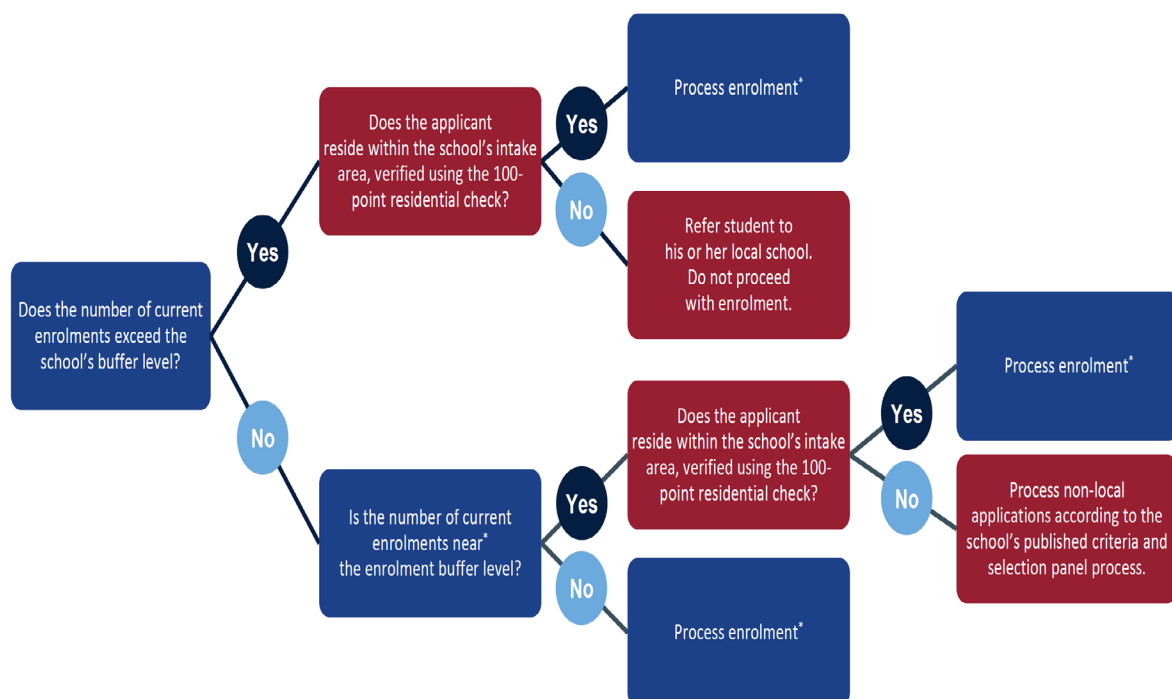 Does the number of current
enrolments exceed the
school's buffer level?
Yes
Does the applicant
reside within the school's intake
area, verified using the 100-
point residential check?
Yes
Process enrolment*
No
Refer student to
his or her local school.
Do not proceed
with enrolment.
No
Is the number of current
enrolments near*
the enrolment buffer level?
Yes
Does the applicant
reside within the school's intake
area, verified using the 100-
point residential check?
Yes
Process enrolment*
No
Process non-local
applications according to the
school's published criteria and
selection panel process.
No
Process enrolment*